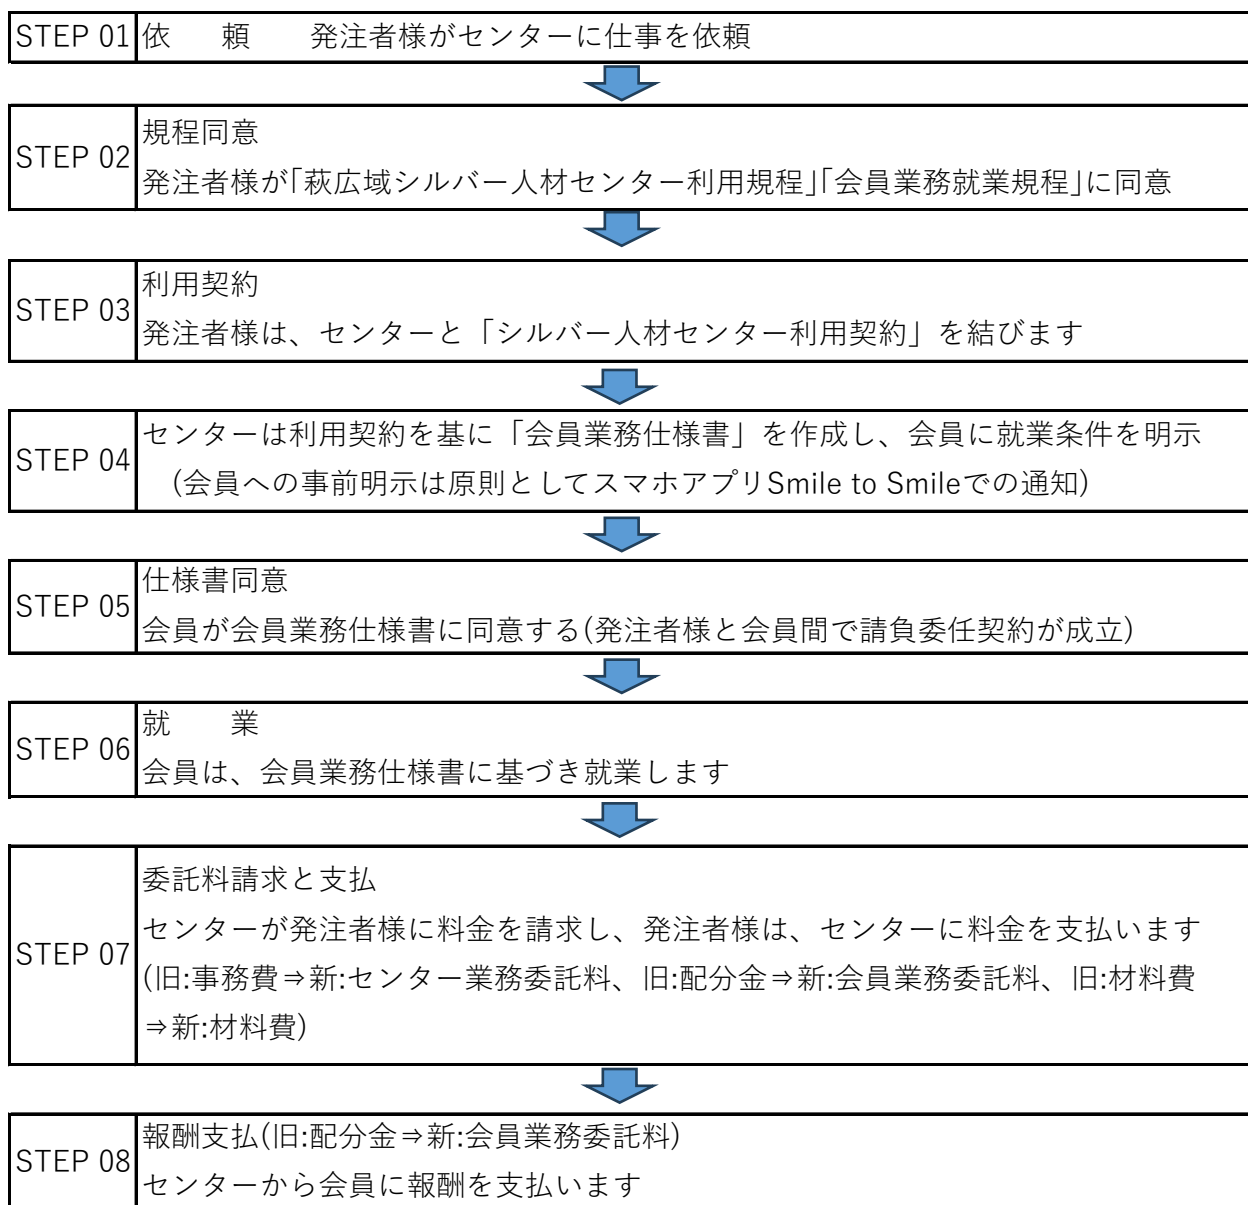 STEP 01 依　　頼　　発注者様がセンターに仕事を依頼
STEP 02
規程同意
発注者様が｢萩広域シルバー人材センター利用規程｣｢会員業務就業規程｣に同意
STEP 03
利用契約
発注者様は、センターと「シルバー人材センター利用契約」を結びます
STEP 04
センターは利用契約を基に「会員業務仕様書」を作成し、会員に就業条件を明示
(会員への事前明示は原則としてスマホアプリSmile to Smileでの通知)
STEP 05
仕様書同意
会員が会員業務仕様書に同意する(発注者様と会員間で請負委任契約が成立)
STEP 06
就　　業
会員は、会員業務仕様書に基づき就業します
STEP 07
委託料請求と支払
センターが発注者様に料金を請求し、発注者様は、センターに料金を支払います
(旧:事務費⇒新:センター業務委託料、旧:配分金⇒新:会員業務委託料、旧:材料費
⇒新:材料費)
STEP 08
報酬支払(旧:配分金⇒新:会員業務委託料)
センターから会員に報酬を支払います